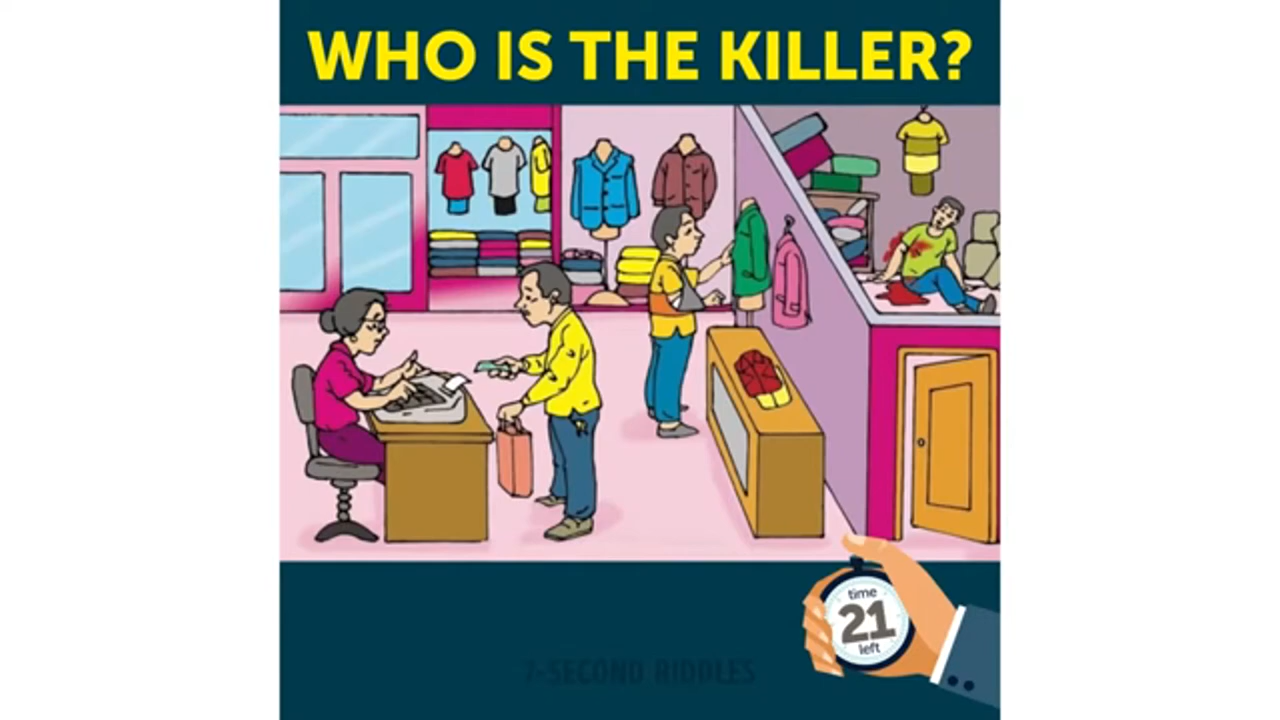 WHO IS THE KILLER?
time
21
left
7-SECOND RIDDLES